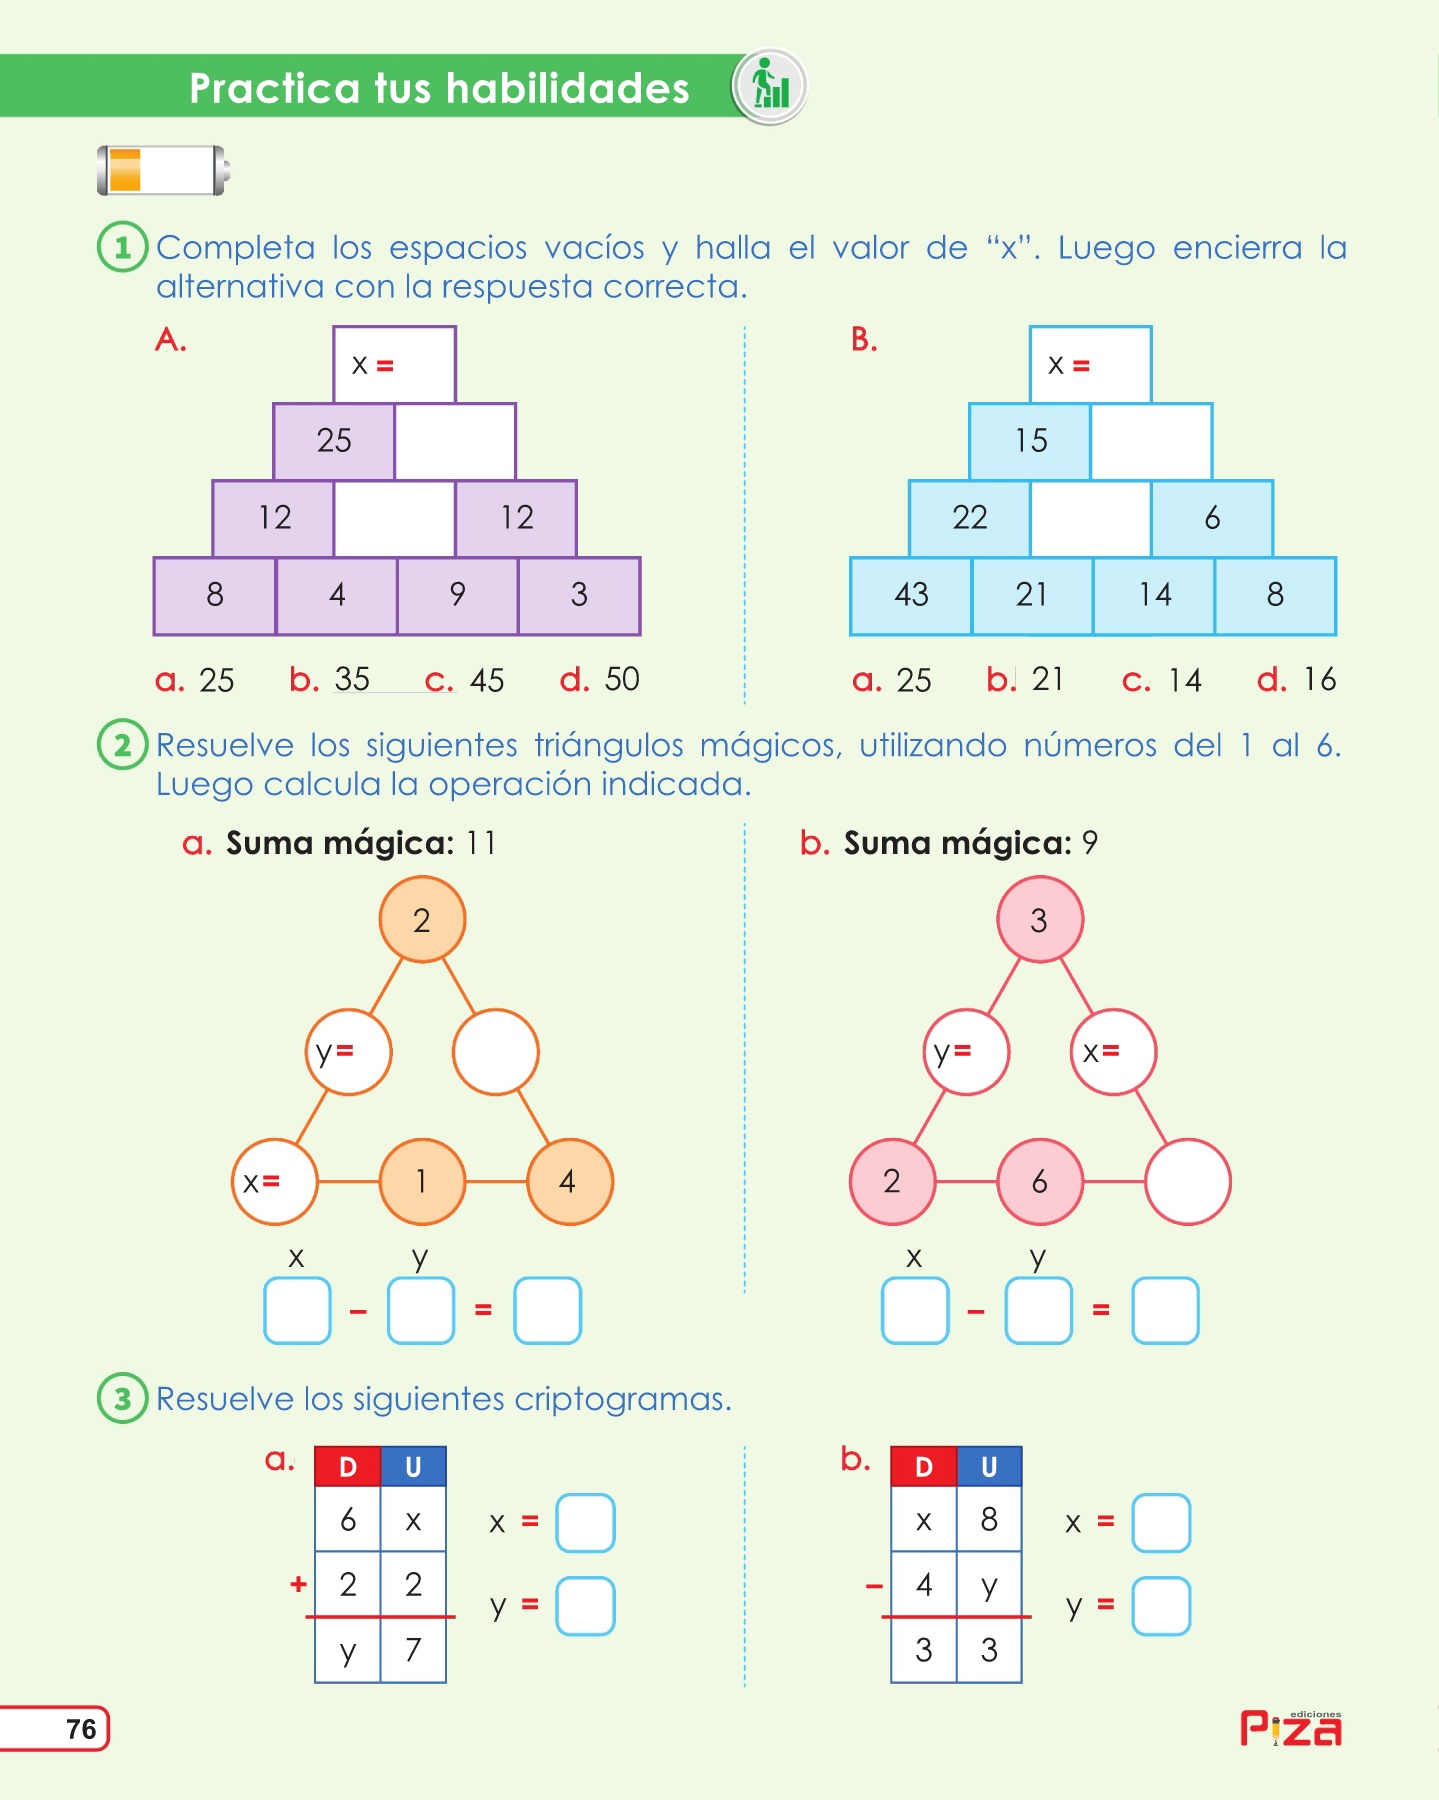 Practica tus habilidades
1 Completa los espacios vacíos y halla el valor de “x”. Luego encierra la
alternativa con la respuesta correcta.
A.
x =
25
12 12
8 4 9 3
a. 25 b. 35 c. 45 d. 50
B.
x =
15
22 6
43 21 14 8
a. 25 b. 21 c. 14 d. 16
2 Resuelve los siguientes triángulos mágicos, utilizando números del 1 al 6.
Luego calcula la operación indicada.
a. Suma mágica: 11
2
y=
x= 1 4
x y
– =
b. Suma mágica: 9
3
y= x=
2 6
x y
– =
3 Resuelve los siguientes criptogramas.
a.
D U
6 x
+ 2 2
y 7
x =
y =
b.
D U
x 8
– 4 y
3 3
x =
y =
76
ediciones
Piza